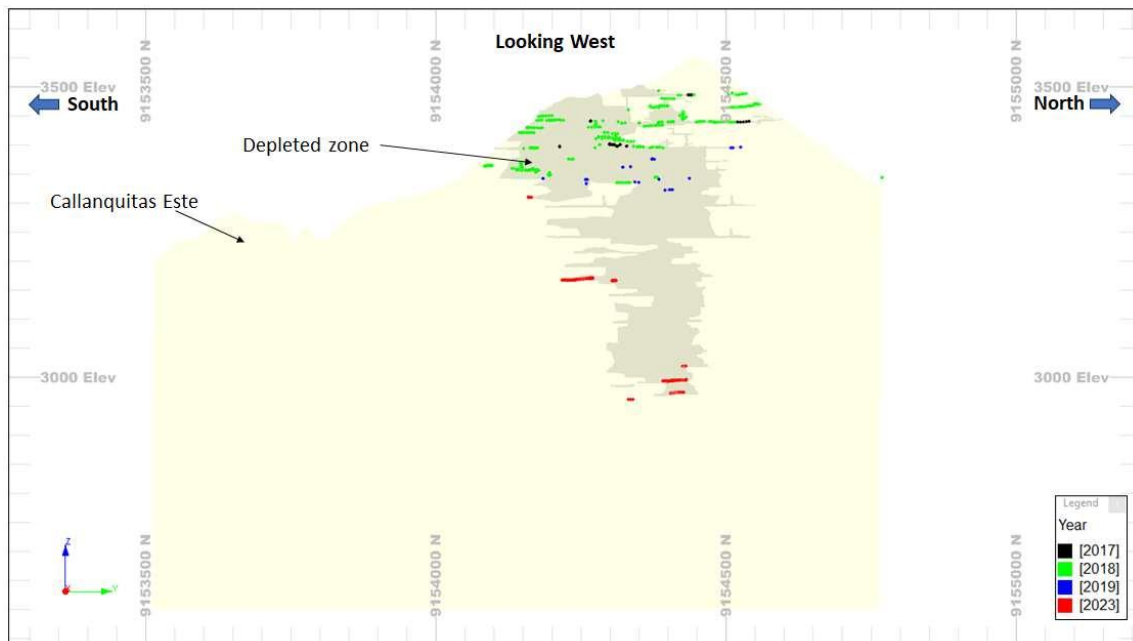 Looking West
9153500 N
9154000 N
9154500 N
9155000 N
3500 Elev
3500 Elev
South
North
Depleted zone
Callanquitas Este
3000 Elev
3000 Elev
Legend
Year
[2017]
[2018]
[2019]
[2023]
Z
Y
X
9153500 N
9154000 N
9154500 N
9155000 N